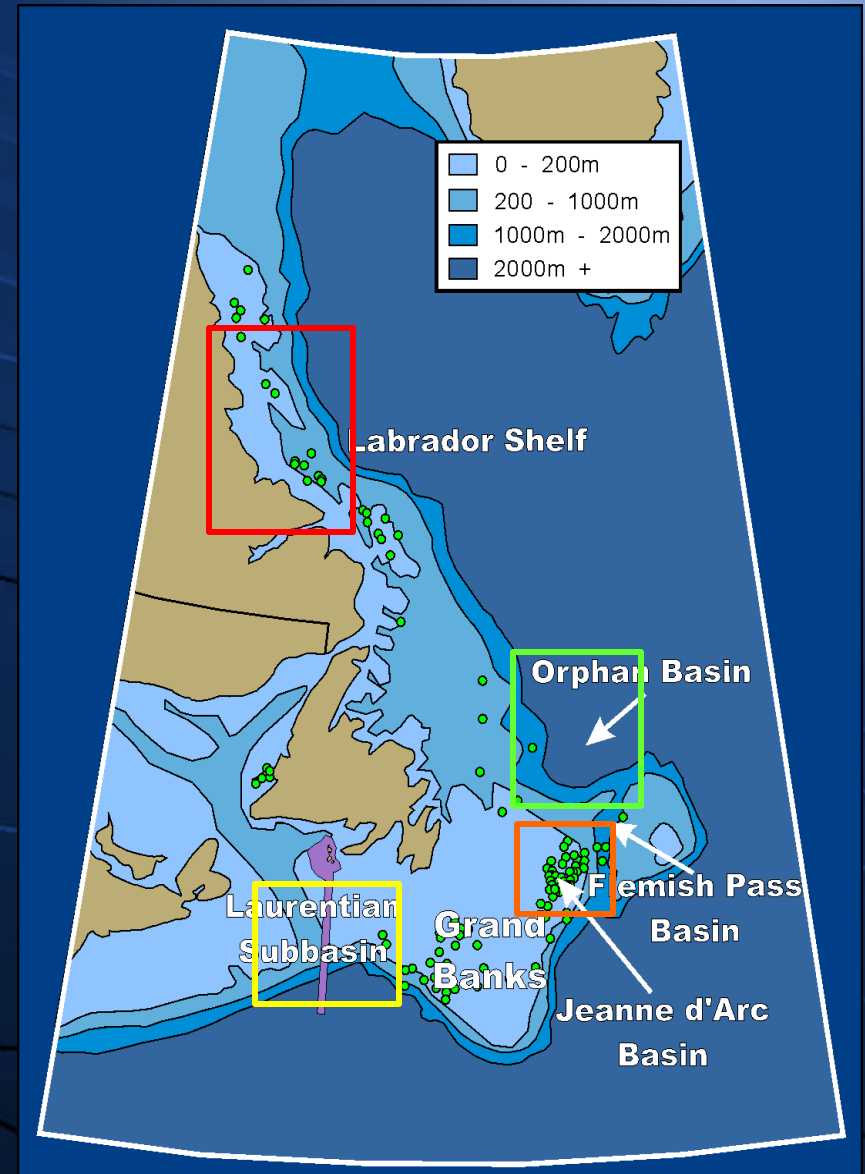 0 - 200m
200 - 1000m
1000m - 2000m
2000m +
Labrador Shelf
Orphan Basin
Flemish Pass
Basin
Laurentian
Subbasin
Grand
Banks
Jeanne d'Arc
Basin